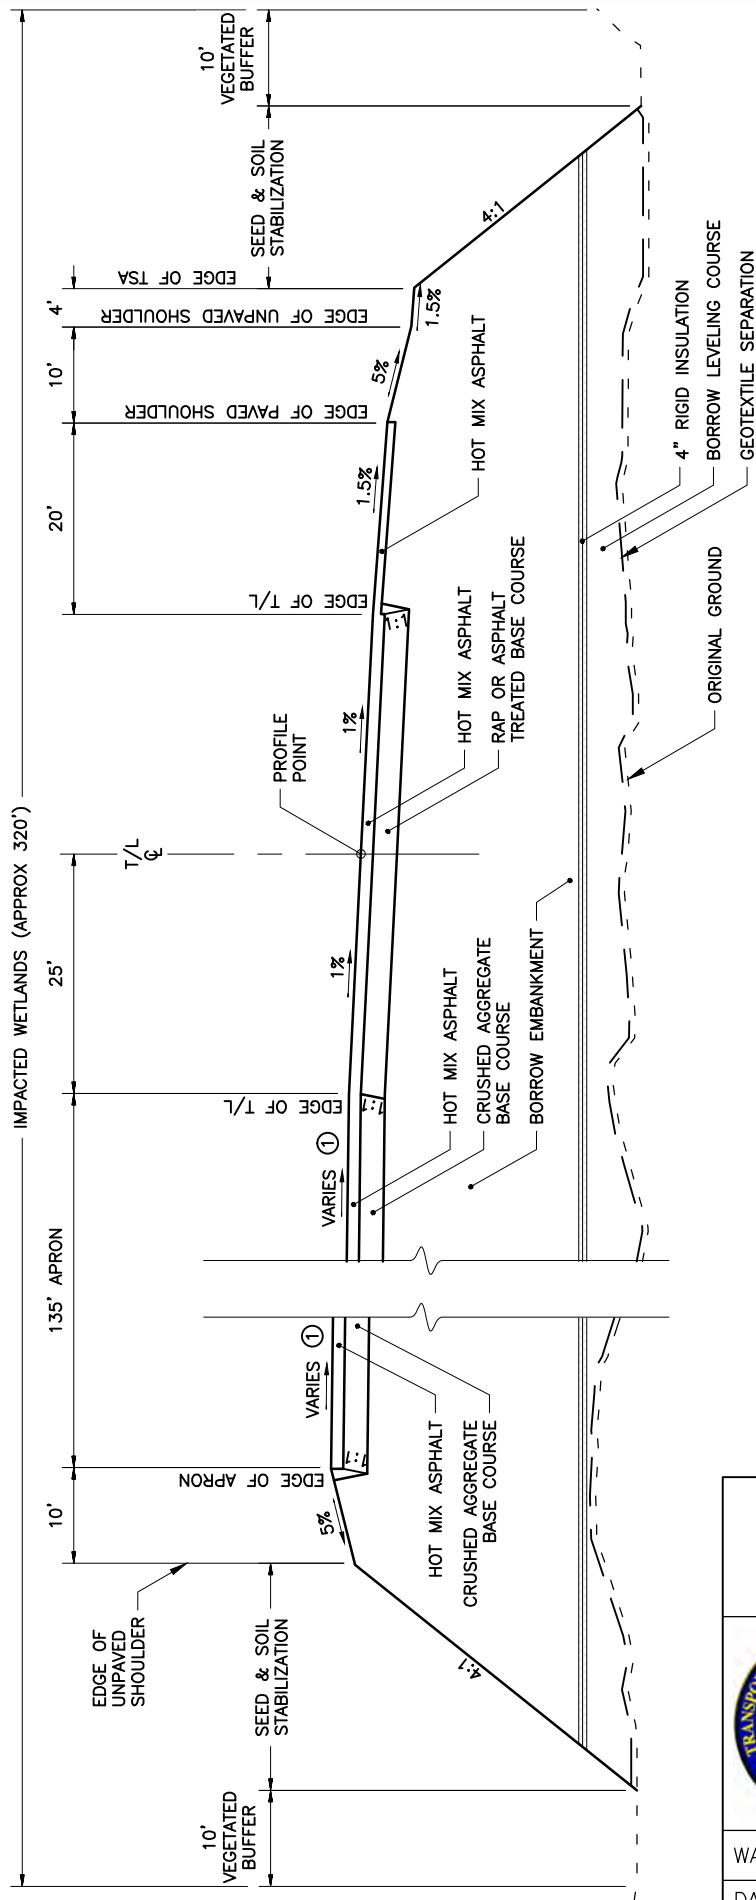 IMPACTED WETLANDS (APPROX 320')
10'
VEGETATED
BUFFER
SEED & SOIL
STABILIZATION
EDGE OF
UNPAVED
SHOULDER
10'
135' APRON
25'
20'
10'
4'
SEED & SOIL
STABILIZATION
10'
VEGETATED
BUFFER
EDGE OF APRON
EDGE OF T/L
T/L
CL
PROFILE
POINT
EDGE OF T/L
EDGE OF PAVED SHOULDER
EDGE OF UNPAVED SHOULDER
EDGE OF TSA
4:1
5%
VARIES 1
VARIES 1
1%
1%
1.5%
5%
1.5%
4:1
1:1
1:1
1:1
HOT MIX ASPHALT
CRUSHED AGGREGATE
BASE COURSE
HOT MIX ASPHALT
CRUSHED AGGREGATE
BASE COURSE
BORROW EMBANKMENT
HOT MIX ASPHALT
RAP OR ASPHALT
TREATED BASE COURSE
HOT MIX ASPHALT
ORIGINAL GROUND
4" RIGID INSULATION
BORROW LEVELING COURSE
GEOTEXTILE SEPARATION